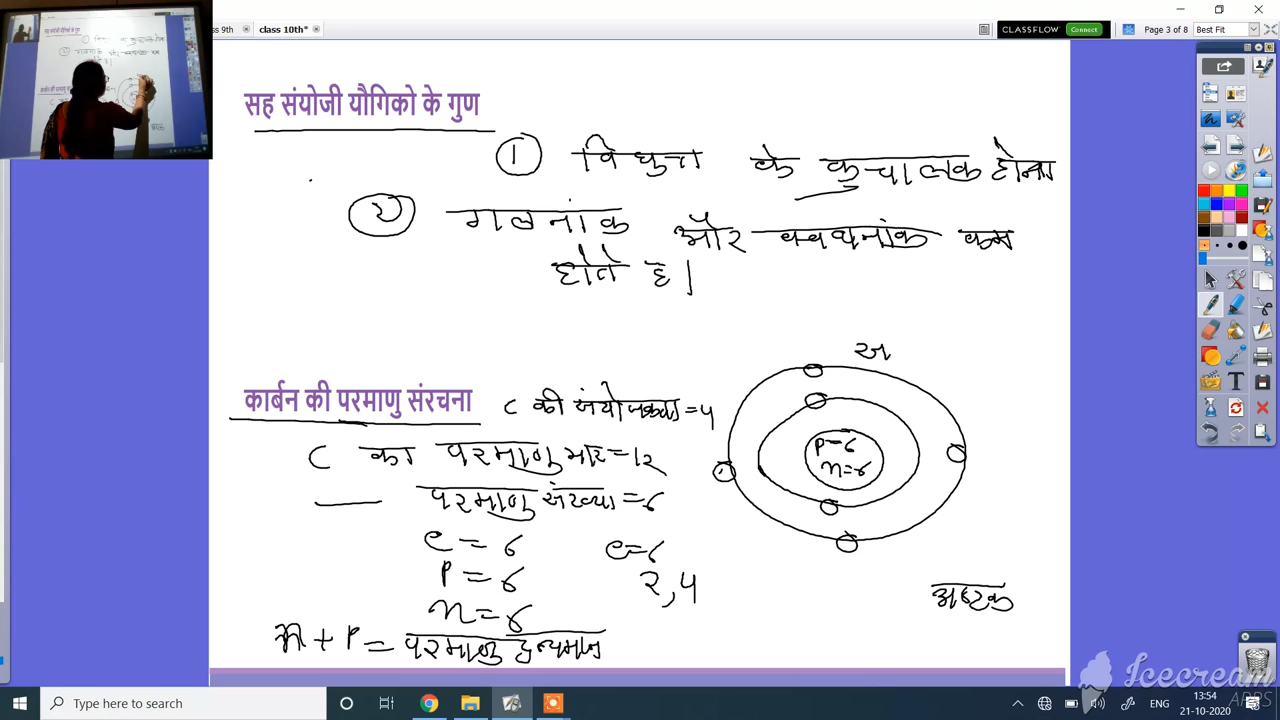 9th class 10th*
CLASSFLOW Connect Page 3 of 8 Best Fit
सह संयोजी यौगिको के गुण
① विद्युत के कुचालक होना
② गलनांक और क्वथनांक कम
होते है।
कार्बन की परमाणु संरचना
C की संयोजकता = 4
C का परमाणु भार = 12
परमाणु संख्या = 6
e = 6
p = 6
n = 6
n + p = परमाणु द्रव्यमान
e = 6
2, 4
p = 6
n = 6
अष्टक
Icecream
APPS
Type here to search
ENG
13:54
21-10-2020